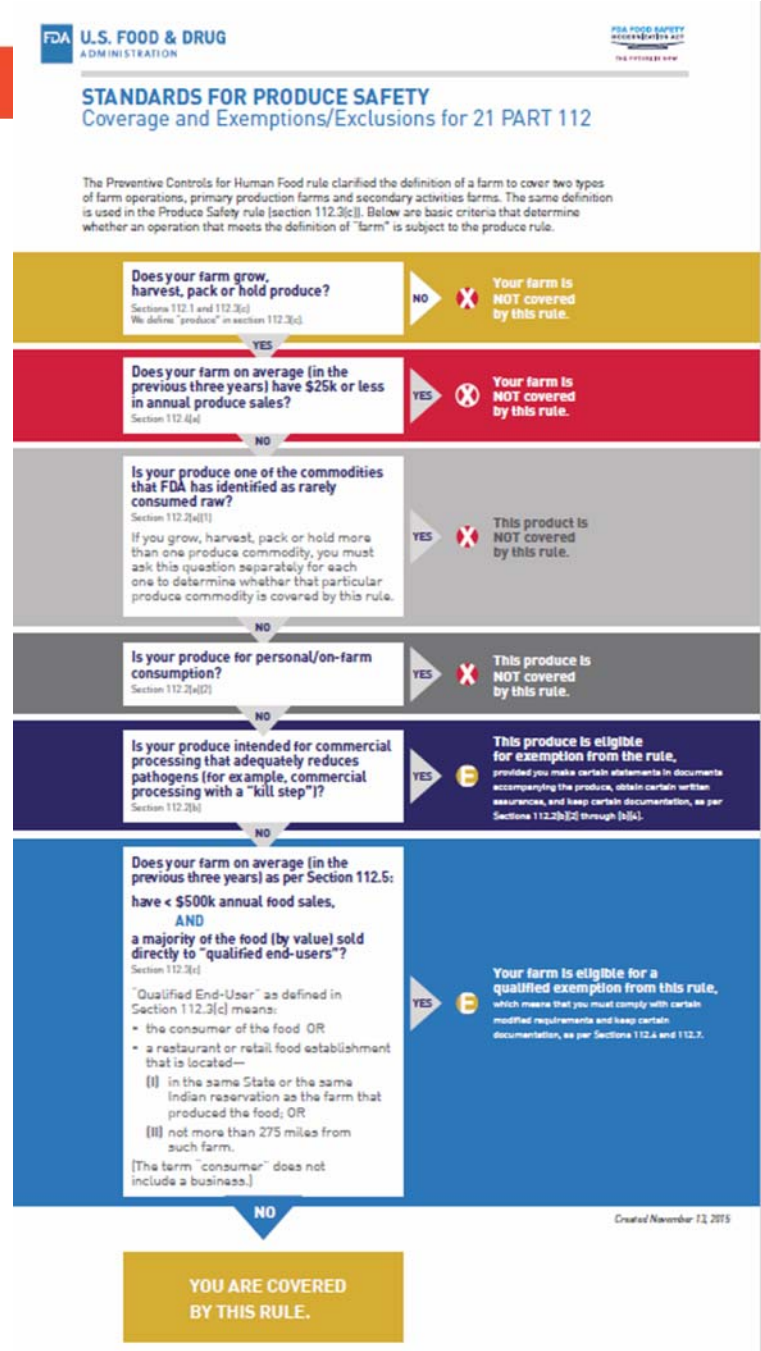 FDA U.S. FOOD & DRUG
ADMINISTRATION
FDA FOOD SAFETY
MODERNIZATION ACT
THE FUTURE IS NOW
STANDARDS FOR PRODUCE SAFETY
Coverage and Exemptions/Exclusions for 21 PART 112
The Preventive Controls for Human Food rule clarified the definition of a farm to cover two types
of farm operations, primary production farms and secondary activities farms. The same definition
is used in the Produce Safety rule (section 112.3(c)). Below are basic criteria that determine
whether an operation that meets the definition of "farm" is subject to the produce rule.
Does your farm grow,
harvest, pack or hold produce?
Sections 112.1 and 112.3(c)
We define "produce" in section 112.3(c).
NO
Your farm is
NOT covered
by this rule.
YES
Does your farm on average (in the
previous three years) have $25k or less
in annual produce sales?
Section 112.4(a)
YES
Your farm is
NOT covered
by this rule.
NO
Is your produce one of the commodities
that FDA has identified as rarely
consumed raw?
Section 112.2(a)(1)
If you grow, harvest, pack or hold more
than one produce commodity, you must
ask this question separately for each
one to determine whether that particular
produce commodity is covered by this rule.
YES
This product is
NOT covered
by this rule.
NO
Is your produce for personal/on-farm
consumption?
Section 112.2(a)(2)
YES
This produce is
NOT covered
by this rule.
NO
Is your produce intended for commercial
processing that adequately reduces
pathogens (for example, commercial
processing with a "kill step")?
Section 112.2(b)
YES
E
This produce is eligible
for exemption from the rule,
provided you make certain statements in documents
accompanying the produce, obtain certain written
assurances, and keep certain documentation, as per
Sections 112.2(b)(2) through (b)(4).
NO
Does your farm on average (in the
previous three years) as per Section 112.5:
have < $500k annual food sales,
AND
a majority of the food (by value) sold
directly to "qualified end-users"?
Section 112.3(c)
"Qualified End-User" as defined in
Section 112.3(c) means:
• the consumer of the food OR
• a restaurant or retail food establishment
that is located—
(I) in the same State or the same
Indian reservation as the farm that
produced the food; OR
(II) not more than 275 miles from
such farm.
(The term "consumer" does not
include a business.)
YES
E
Your farm is eligible for a
qualified exemption from this rule,
which means that you must comply with certain
modified requirements and keep certain
documentation, as per Sections 112.6 and 112.7.
NO
Created November 13, 2015
YOU ARE COVERED
BY THIS RULE.